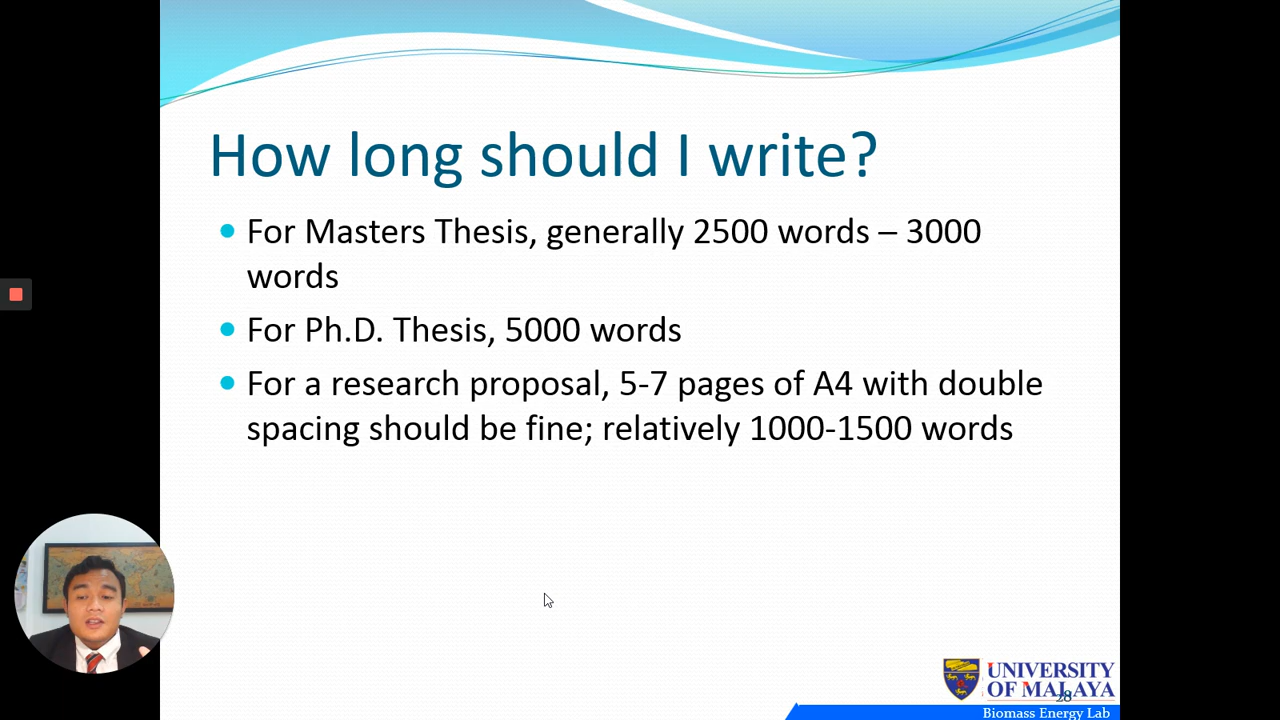 How long should I write?
For Masters Thesis, generally 2500 words – 3000
words
For Ph.D. Thesis, 5000 words
For a research proposal, 5-7 pages of A4 with double
spacing should be fine; relatively 1000-1500 words
UNIVERSITY
OF MALAYA
28
Biomass Energy Lab